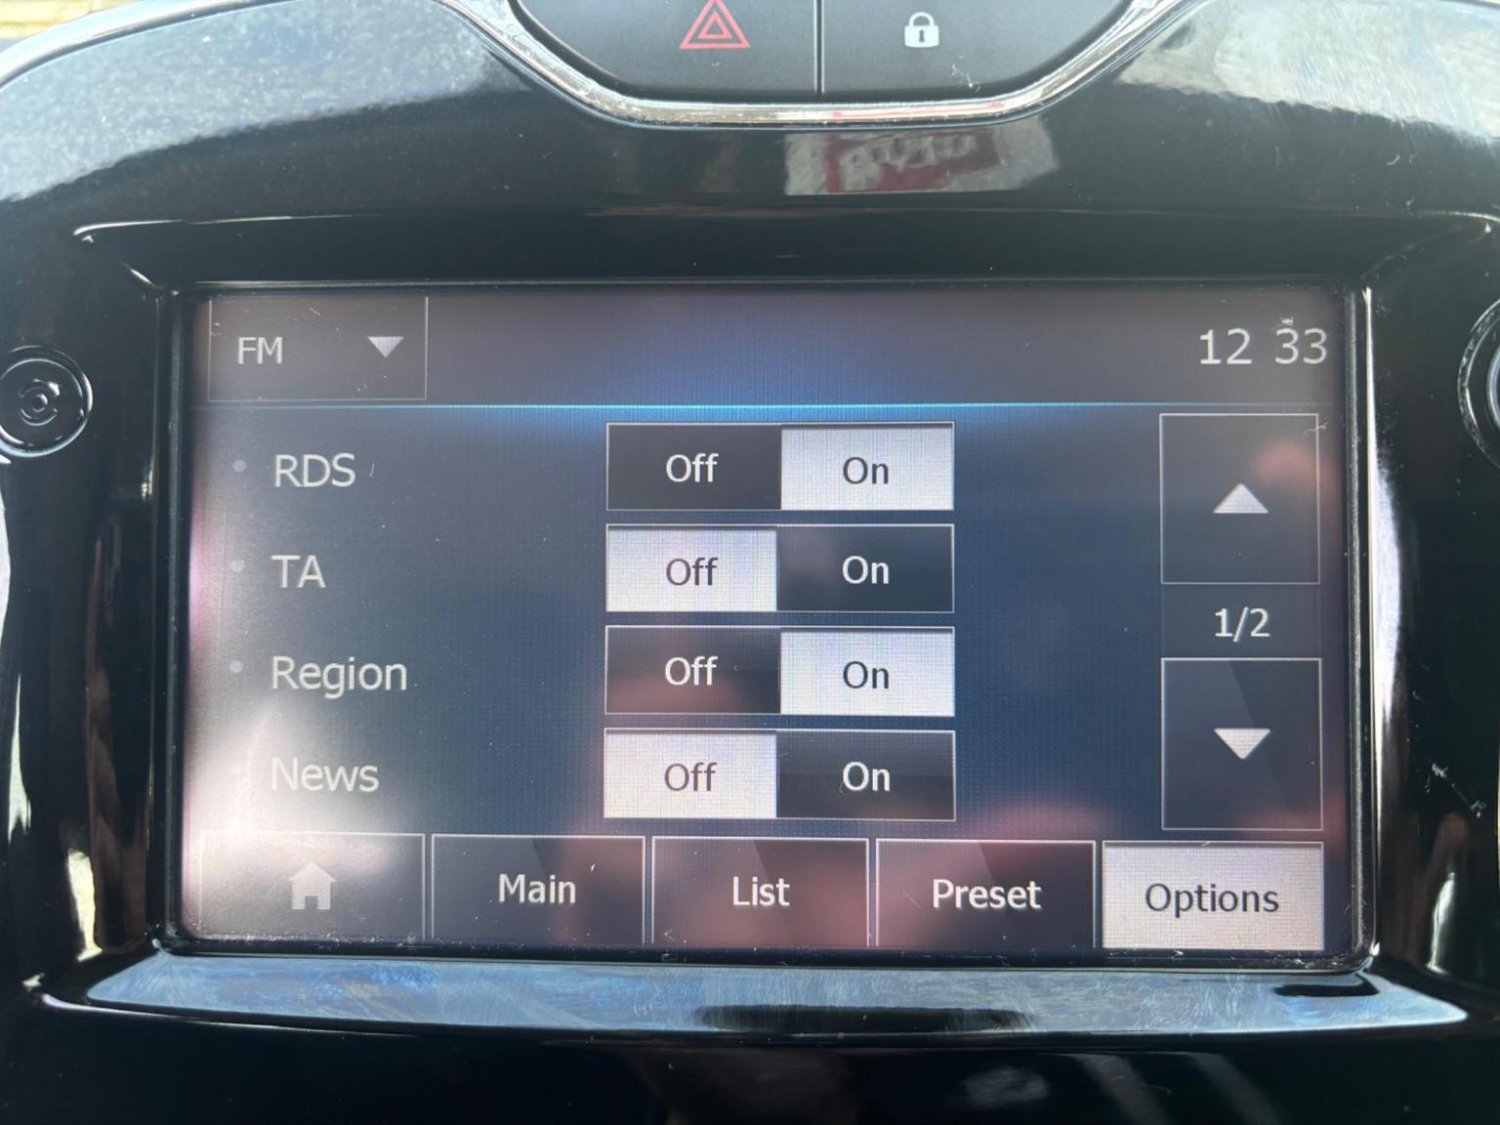 FM
12 33
RDS Off On
TA Off On
Region Off On
1/2
News Off On
Main List Preset Options